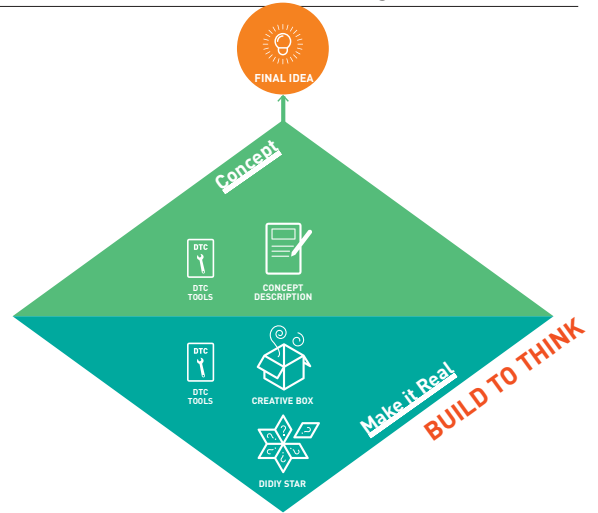 FINAL IDEA
Concept
DTC
DTC
TOOLS
CONCEPT
DESCRIPTION
DTC
DTC
TOOLS
CREATIVE BOX
Make it Real
BUILD TO THINK
? ? ? ? ? ?
DIDIY STAR